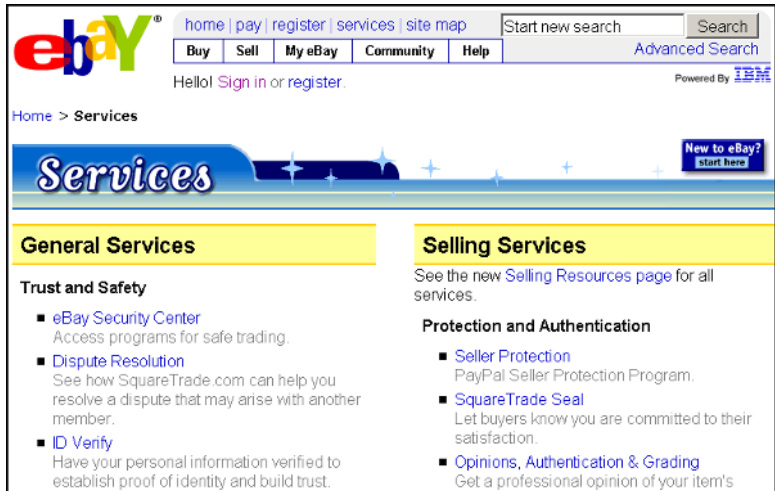 ebaY®
home | pay | register | services | site map
Start new search
Search
Buy
Sell
My eBay
Community
Help
Advanced Search
Hello! Sign in or register.
Powered By IBM
Home > Services
Services
New to eBay?
start here
General Services
Trust and Safety
■ eBay Security Center
Access programs for safe trading.
■ Dispute Resolution
See how SquareTrade.com can help you
resolve a dispute that may arise with another
member.
■ ID Verify
Have your personal information verified to
establish proof of identity and build trust.
Selling Services
See the new Selling Resources page for all
services.
Protection and Authentication
■ Seller Protection
PayPal Seller Protection Program.
■ SquareTrade Seal
Let buyers know you are committed to their
satisfaction.
■ Opinions, Authentication & Grading
Get a professional opinion of your item's